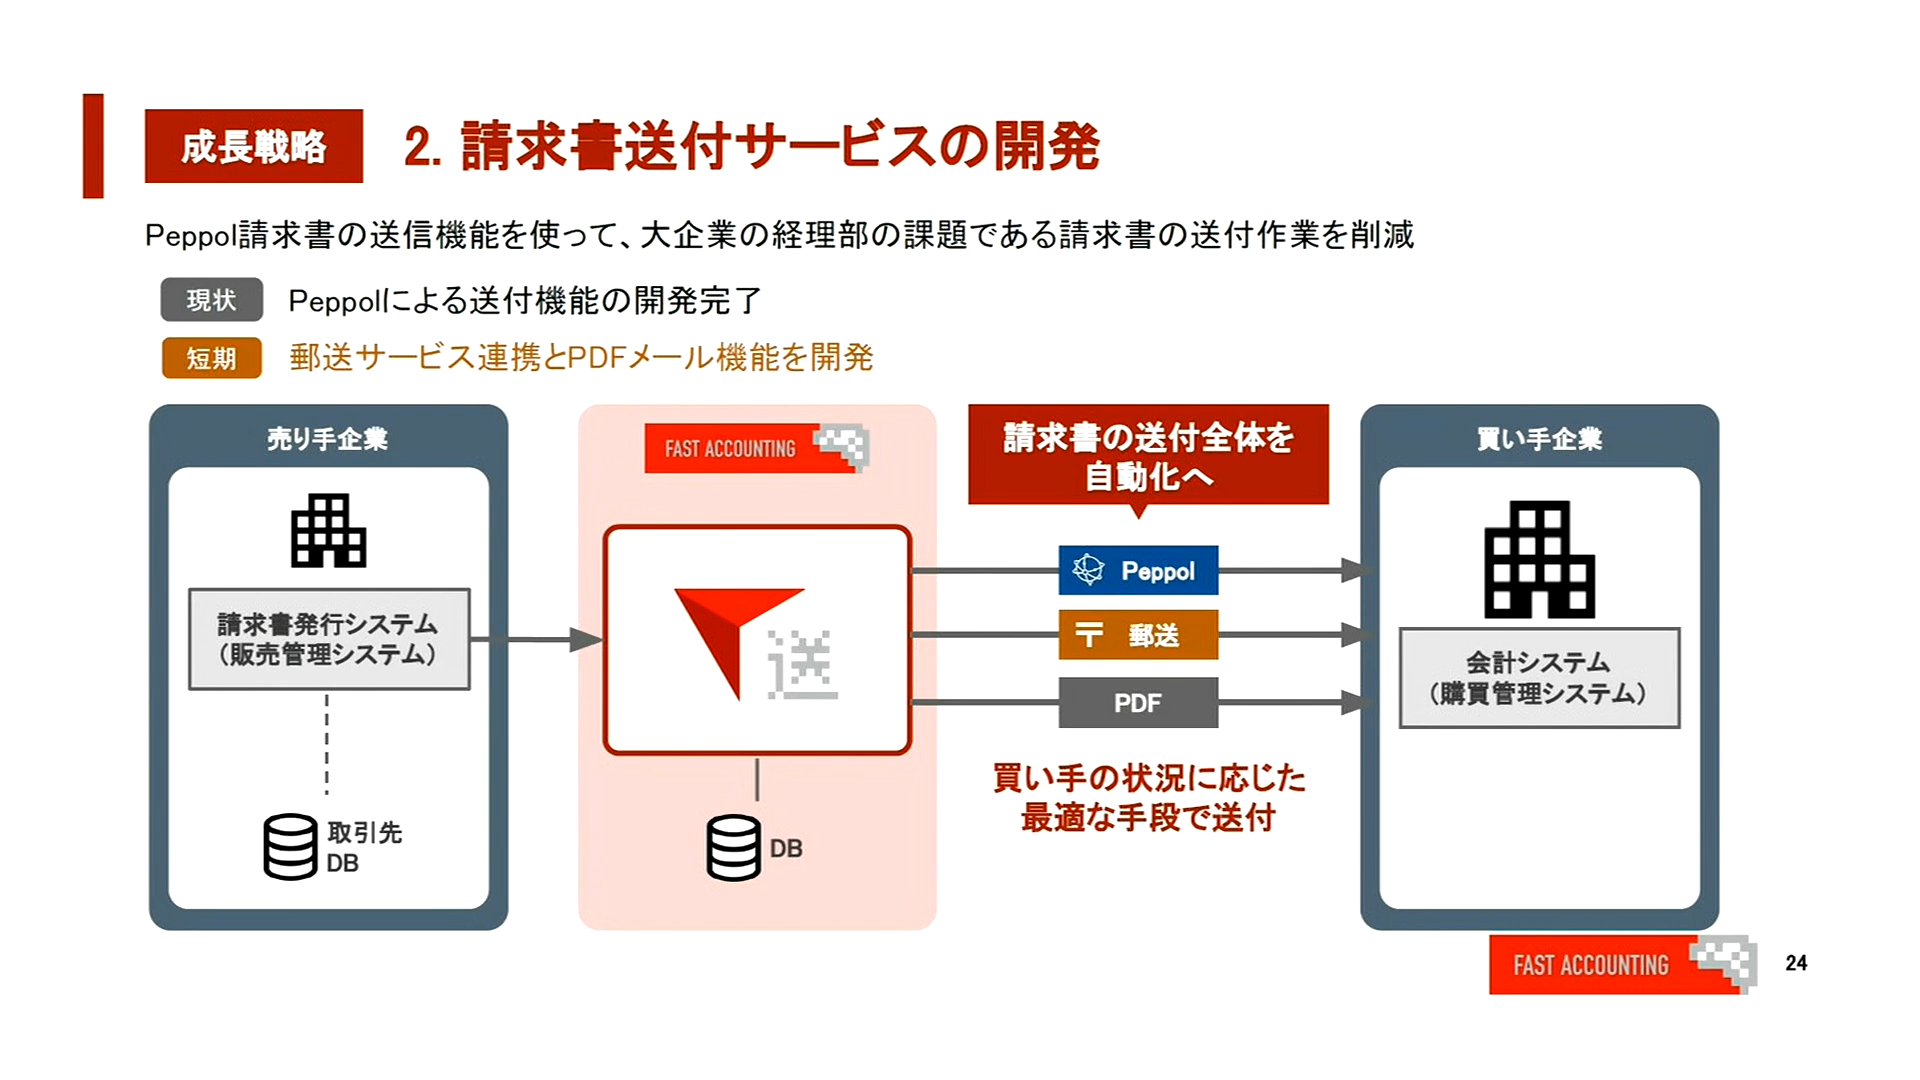 成長戦略
2. 請求書送付サービスの開発
Peppol請求書の送信機能を使って、大企業の経理部の課題である請求書の送付作業を削減
現状
Peppolによる送付機能の開発完了
短期
郵送サービス連携とPDFメール機能を開発
売り手企業
請求書発行システム
（販売管理システム）
取引先
DB
FAST ACCOUNTING
送
DB
請求書の送付全体を
自動化へ
Peppol
〒 郵送
PDF
買い手の状況に応じた
最適な手段で送付
買い手企業
会計システム
（購買管理システム）
FAST ACCOUNTING
24